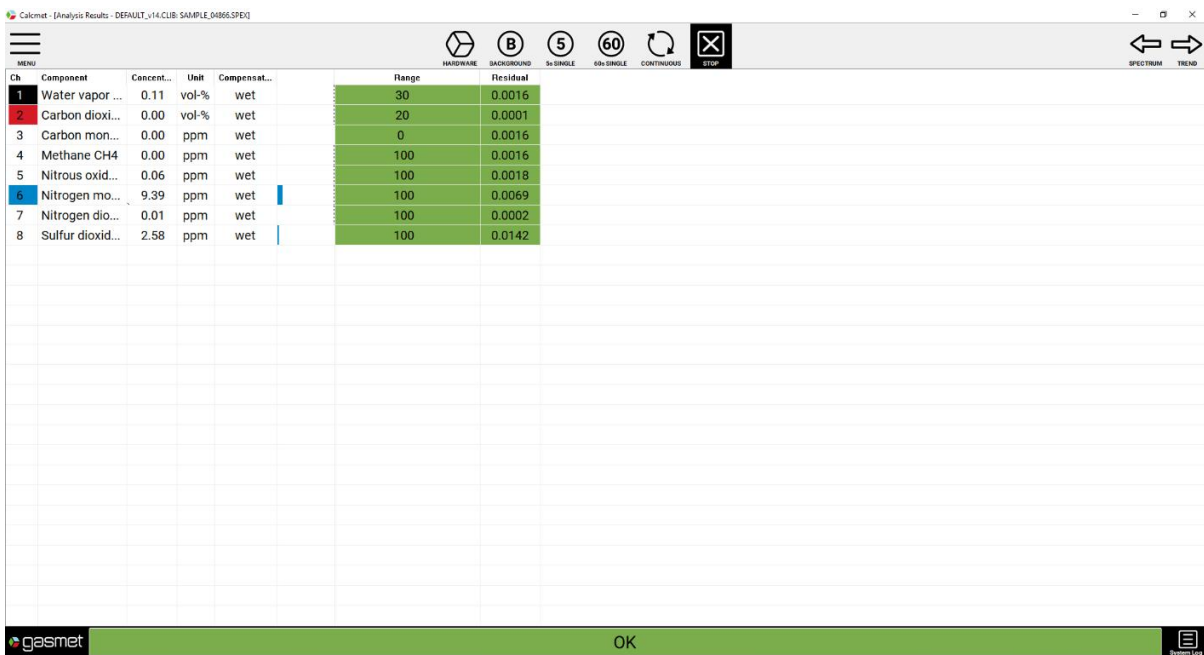 Calcmet - [Analysis Results - DEFAULT_v14.CLIB: SAMPLE_04866.SPEX]
MENU HARDWARE BACKGROUND 5s SINGLE 60s SINGLE CONTINUOUS STOP SPECTRUM TREND
B 5 60
Ch Component Concent... Unit Compensat... Range Residual
1 Water vapor ... 0.11 vol-% wet 30 0.0016
2 Carbon dioxi... 0.00 vol-% wet 20 0.0001
3 Carbon mon... 0.00 ppm wet 0 0.0016
4 Methane CH4 0.00 ppm wet 100 0.0016
5 Nitrous oxid... 0.06 ppm wet 100 0.0018
6 Nitrogen mo... 9.39 ppm wet 100 0.0069
7 Nitrogen dio... 0.01 ppm wet 100 0.0002
8 Sulfur dioxid... 2.58 ppm wet 100 0.0142
gasmet OK System Log